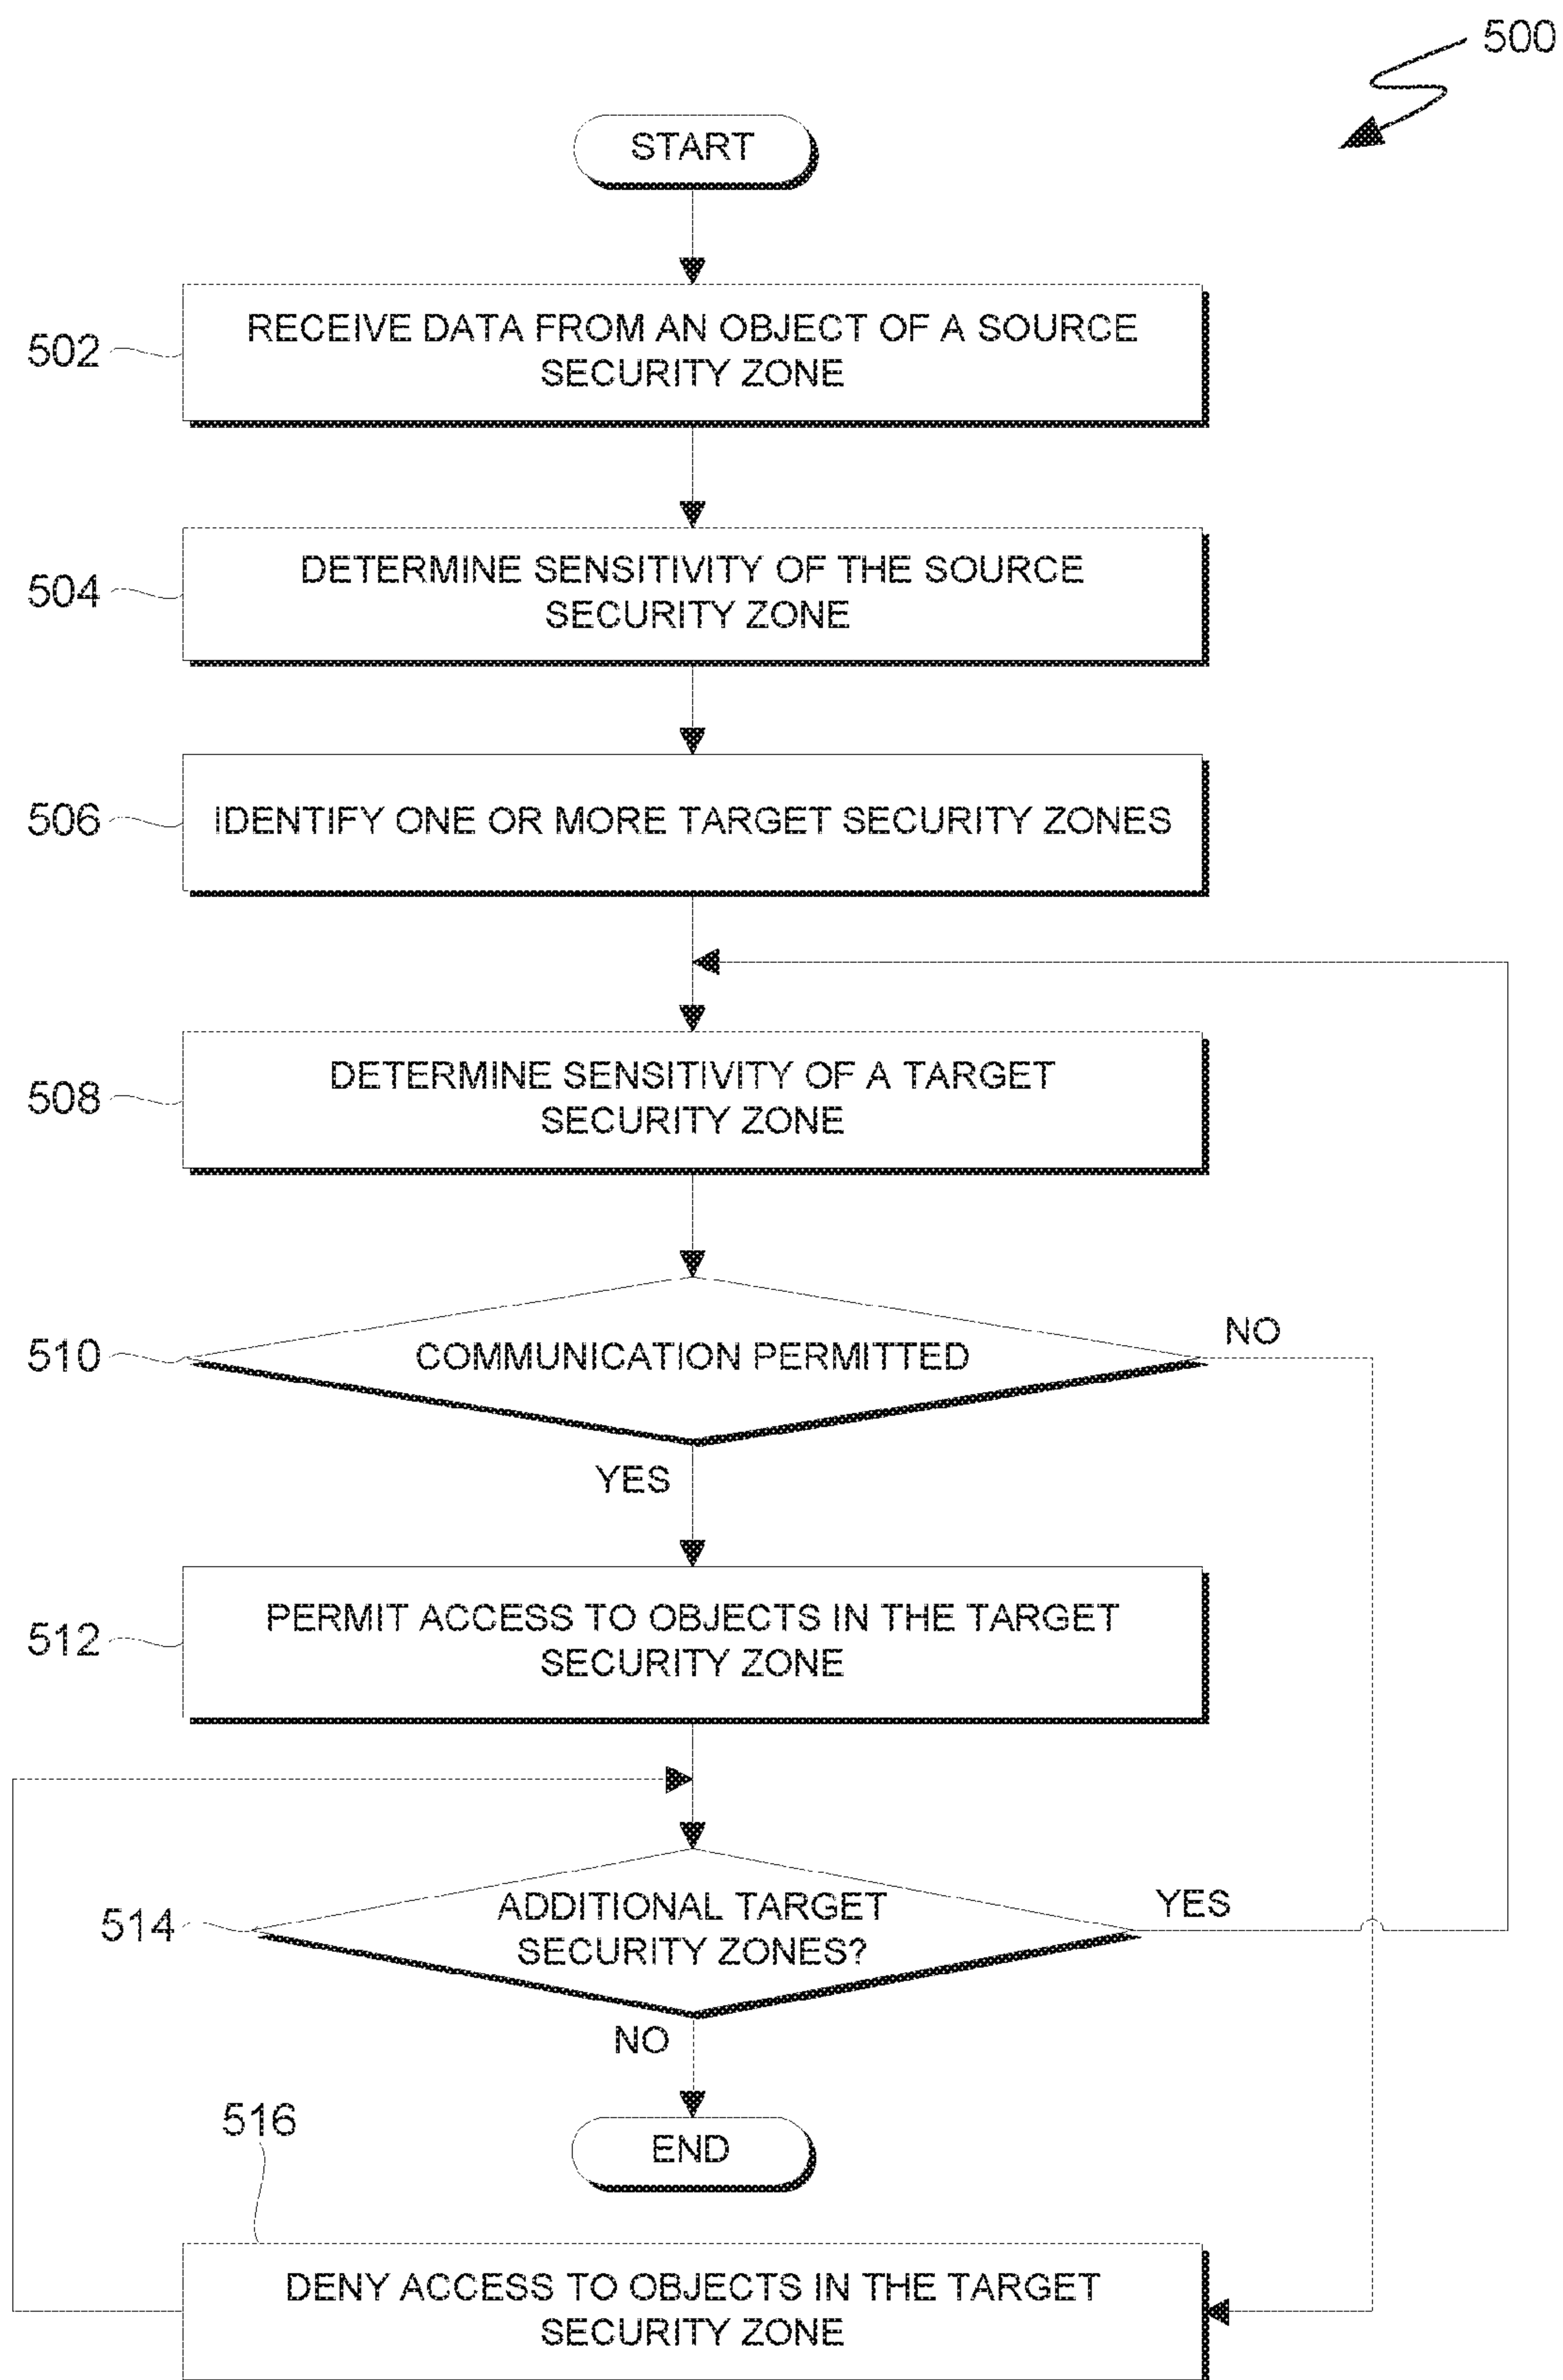 500
START
502
RECEIVE DATA FROM AN OBJECT OF A SOURCE
SECURITY ZONE
504
DETERMINE SENSITIVITY OF THE SOURCE
SECURITY ZONE
506
IDENTIFY ONE OR MORE TARGET SECURITY ZONES
508
DETERMINE SENSITIVITY OF A TARGET
SECURITY ZONE
510
COMMUNICATION PERMITTED
NO
YES
512
PERMIT ACCESS TO OBJECTS IN THE TARGET
SECURITY ZONE
514
ADDITIONAL TARGET
SECURITY ZONES?
YES
NO
END
516
DENY ACCESS TO OBJECTS IN THE TARGET
SECURITY ZONE